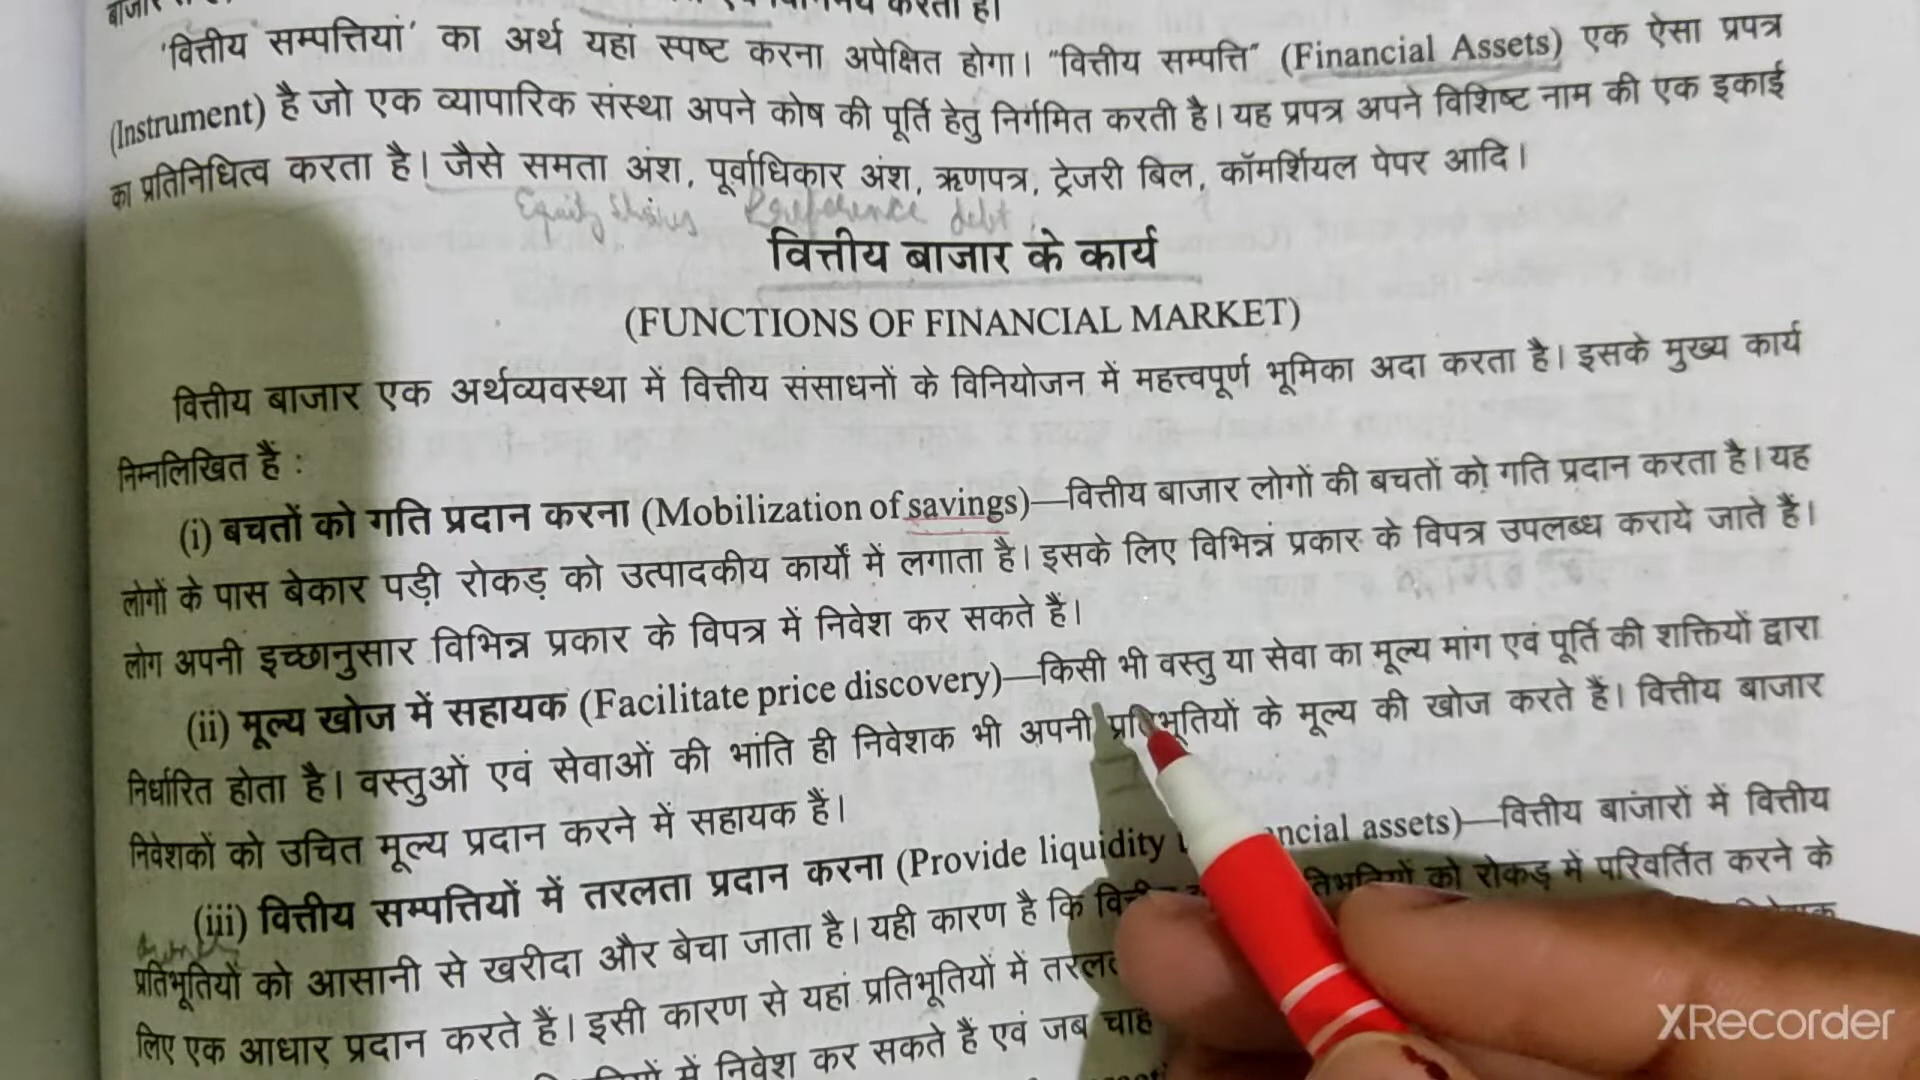 'वित्तीय सम्पत्तियां' का अर्थ यहां स्पष्ट करना अपेक्षित होगा। "वित्तीय सम्पत्ति" (Financial Assets) एक ऐसा प्रपत्र
(Instrument) है जो एक व्यापारिक संस्था अपने कोष की पूर्ति हेतु निर्गमित करती है। यह प्रपत्र अपने विशिष्ट नाम की एक इकाई
का प्रतिनिधित्व करता है। जैसे समता अंश, पूर्वाधिकार अंश, ऋणपत्र, ट्रेजरी बिल, कॉमर्शियल पेपर आदि।
Equity Shares Preference debt
वित्तीय बाजार के कार्य
(FUNCTIONS OF FINANCIAL MARKET)
वित्तीय बाजार एक अर्थव्यवस्था में वित्तीय संसाधनों के विनियोजन में महत्त्वपूर्ण भूमिका अदा करता है। इसके मुख्य कार्य
निम्नलिखित हैं :
(i) बचतों को गति प्रदान करना (Mobilization of savings)—वित्तीय बाजार लोगों की बचतों को गति प्रदान करता है। यह
लोगों के पास बेकार पड़ी रोकड़ को उत्पादकीय कार्यों में लगाता है। इसके लिए विभिन्न प्रकार के विपत्र उपलब्ध कराये जाते हैं।
लोग अपनी इच्छानुसार विभिन्न प्रकार के विपत्र में निवेश कर सकते हैं।
(ii) मूल्य खोज में सहायक (Facilitate price discovery)—किसी भी वस्तु या सेवा का मूल्य मांग एवं पूर्ति की शक्तियों द्वारा
निर्धारित होता है। वस्तुओं एवं सेवाओं की भांति ही निवेशक भी अपनी प्रतिभूतियों के मूल्य की खोज करते हैं। वित्तीय बाजार
निवेशकों को उचित मूल्य प्रदान करने में सहायक हैं।
(iii) वित्तीय सम्पत्तियों में तरलता प्रदान करना (Provide liquidity assets)—वित्तीय बाजारों में वित्तीय
प्रतिभूतियों को आसानी से खरीदा और बेचा जाता है। यही कारण है कि को रोकड़ में परिवर्तित करने के
लिए एक आधार प्रदान करते हैं। इसी कारण से यहां प्रतिभूतियों में
में निवेश कर सकते हैं एवं जब
XRecorder